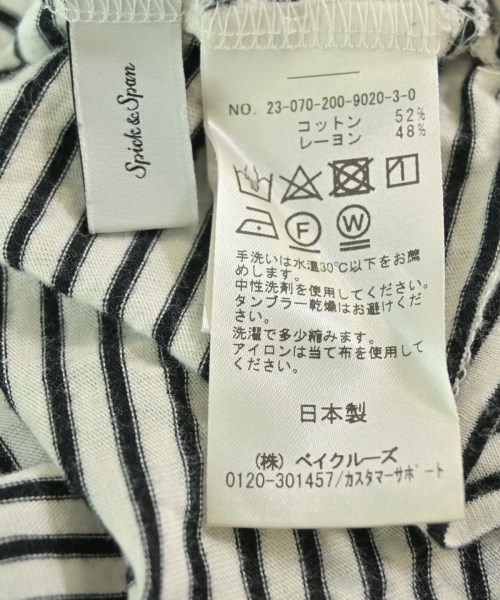 Spick & Span
NO. 23-070-200-9020-3-0
コットン 52%
レーヨン 48%
F
W
手洗いは水温30℃以下をお薦
めします。
中性洗剤を使用してください。
タンブラー乾燥はお避けくだ
さい。
洗濯で多少縮みます。
アイロンは当て布を使用して
ください。
日本製
(株) ベイクルーズ
0120-301457/カスタマーサポート